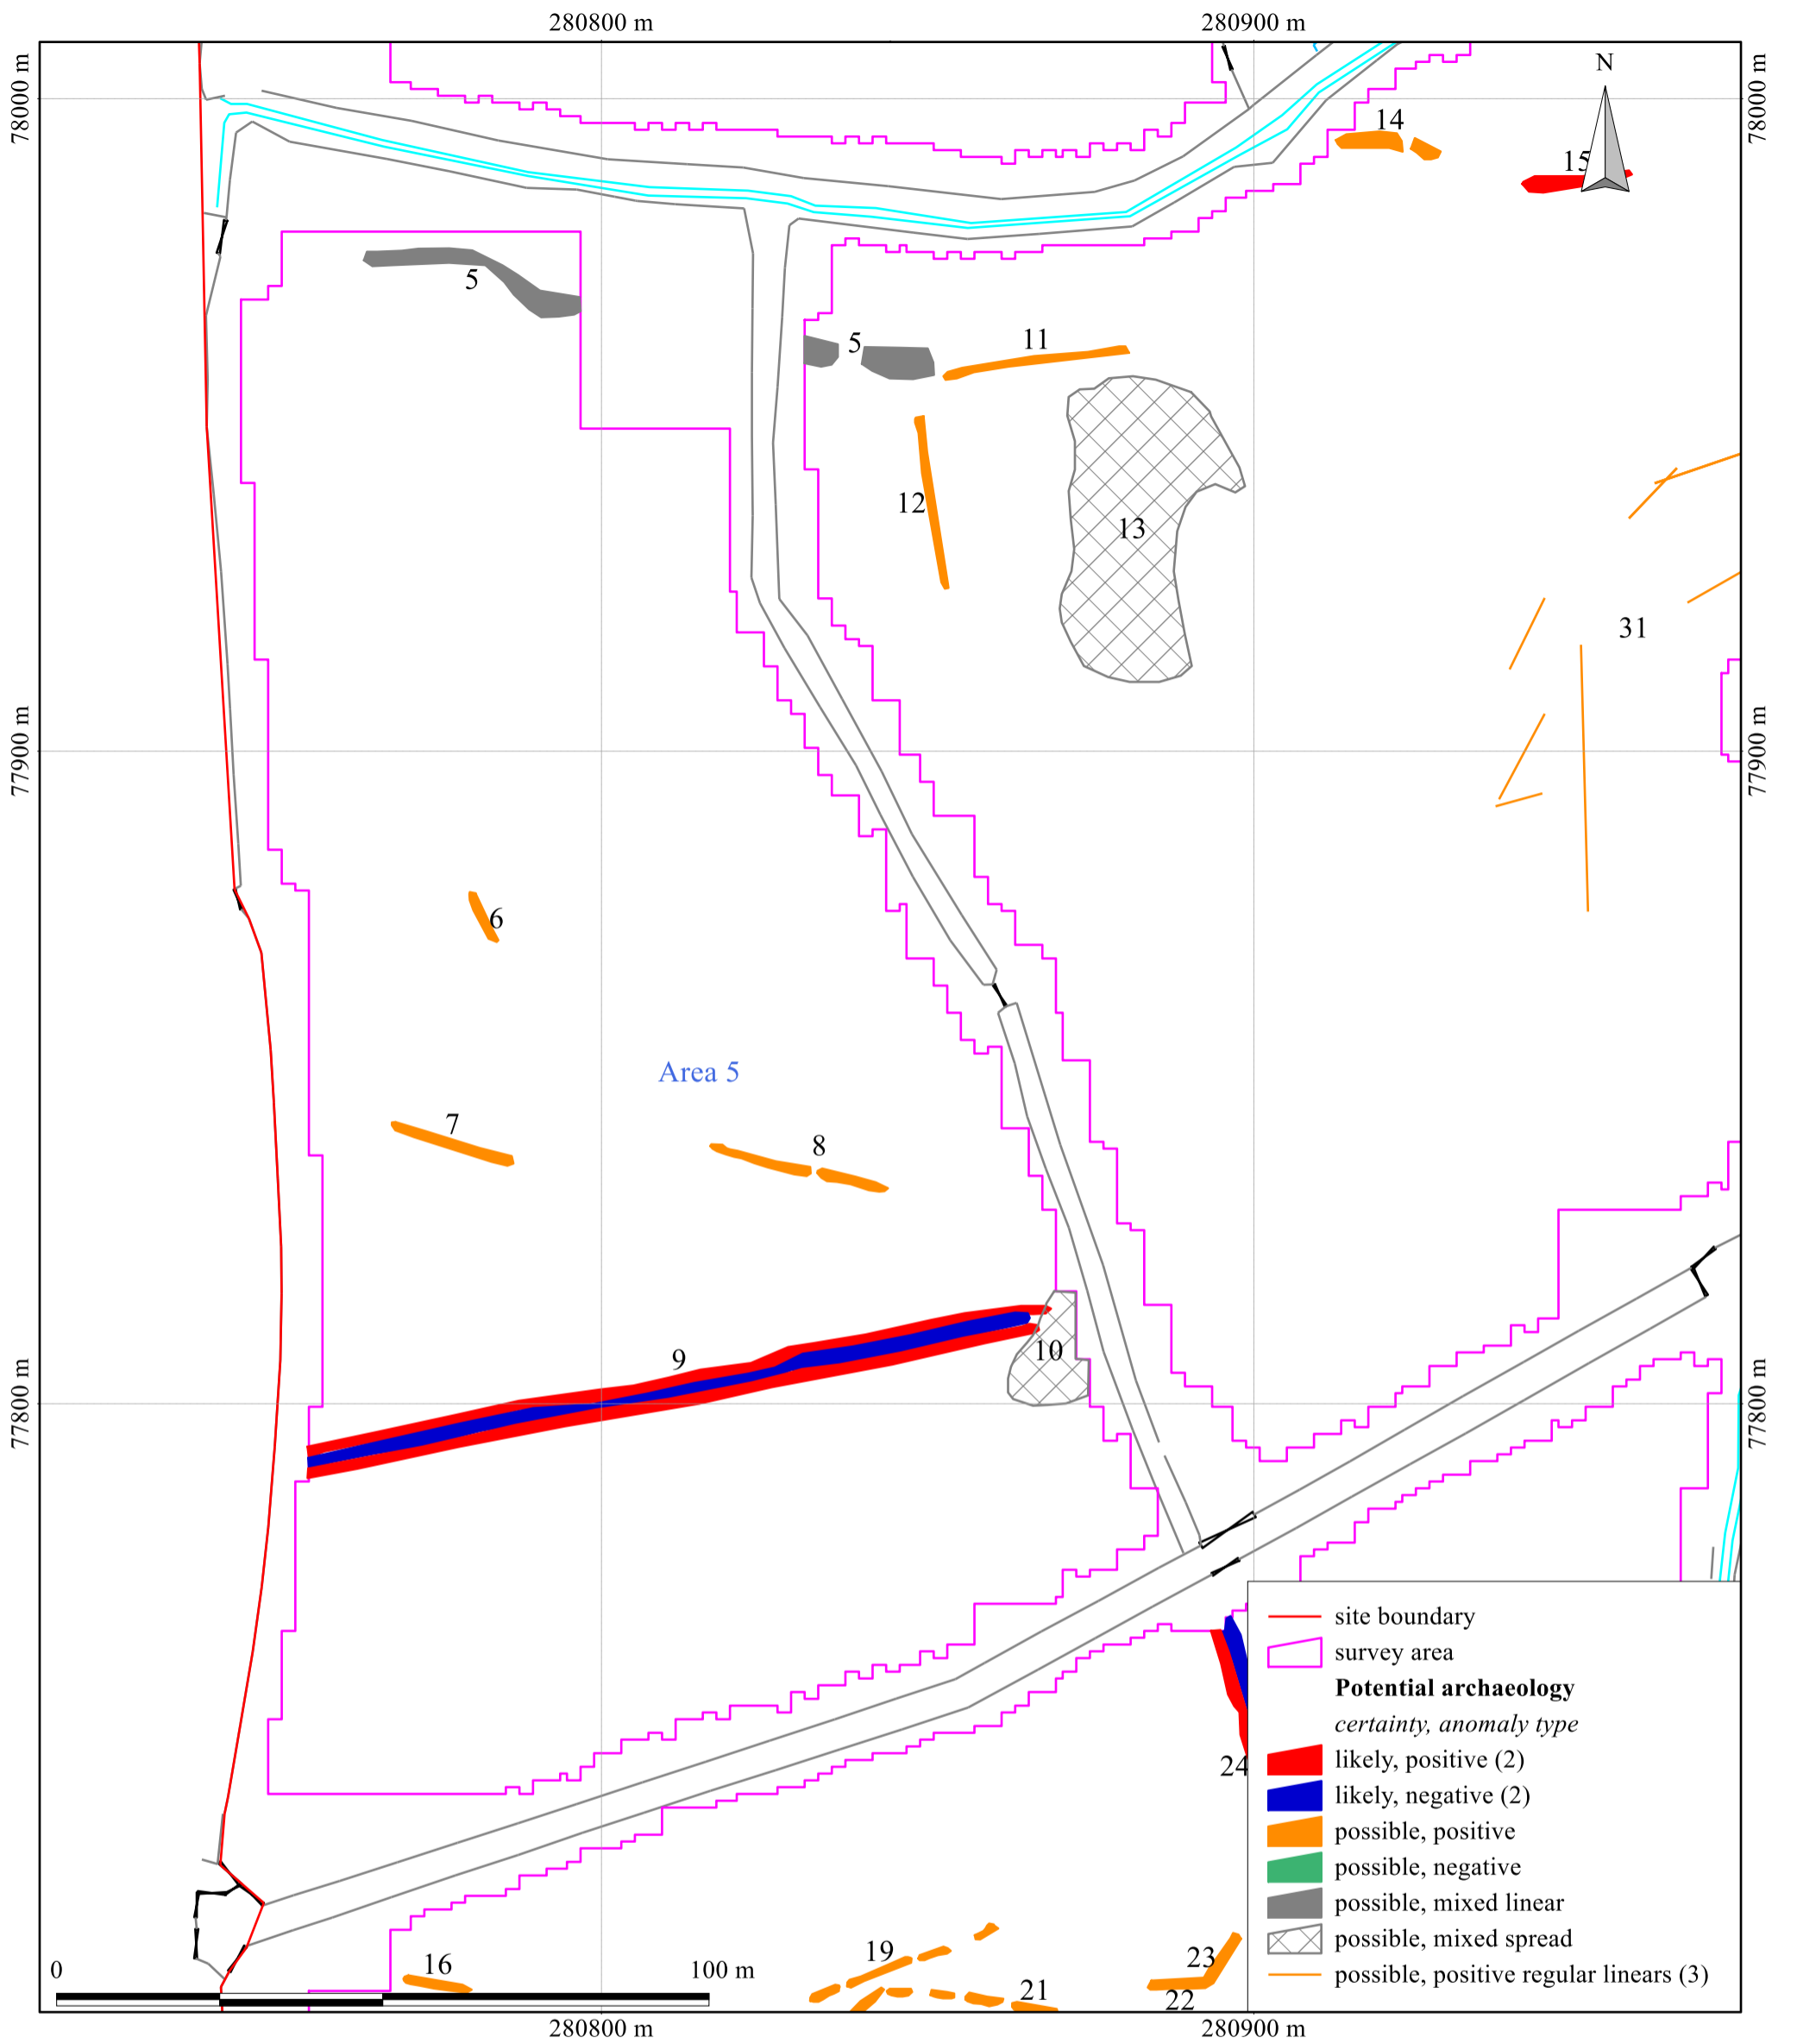 280800 m
280900 m
78000 m
78000 m
N
14
15
5
5
11
12
13
31
77900 m
77900 m
6
Area 5
7
8
9
10
77800 m
77800 m
site boundary
survey area
Potential archaeology
certainty, anomaly type
likely, positive (2)
24
likely, negative (2)
possible, positive
possible, negative
possible, mixed linear
possible, mixed spread
possible, positive regular linears (3)
19
23
16
0
100 m
21
22
280800 m
280900 m